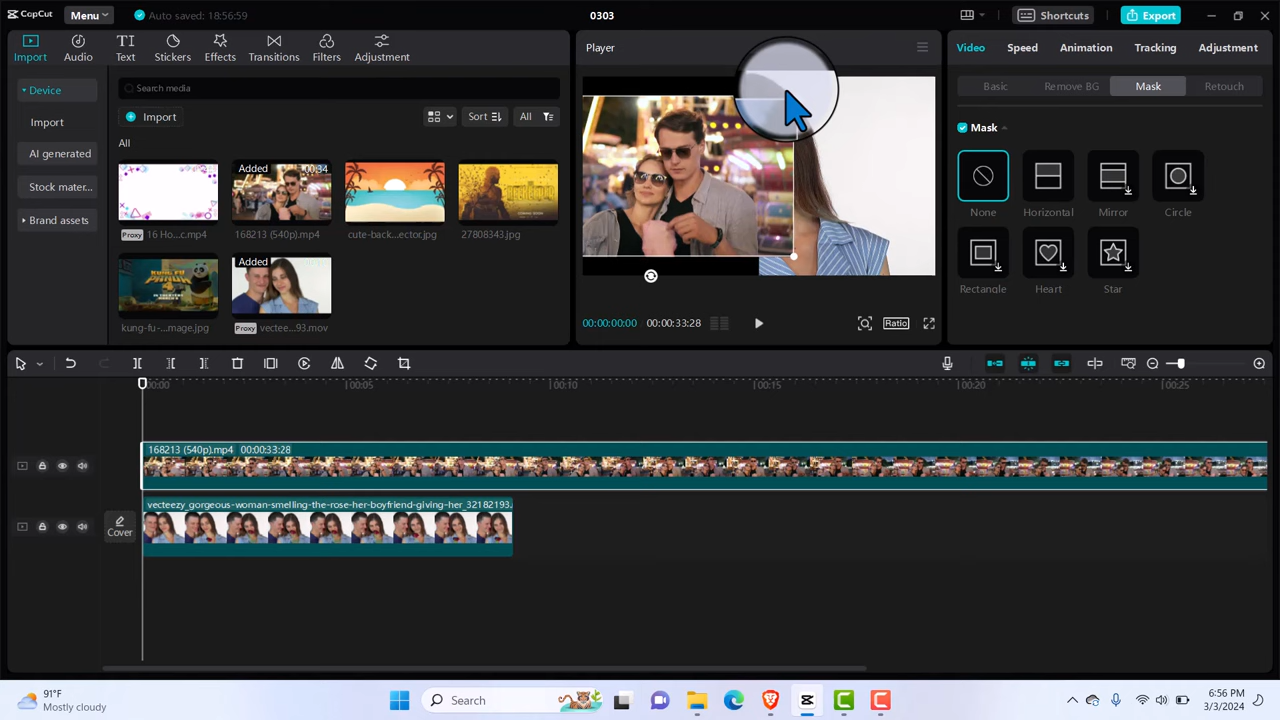 CapCut
Menu
Auto saved: 18:56:59
0303
Shortcuts
Export
Import
Audio
Text
Stickers
Effects
Transitions
Filters
Adjustment
Device
Import
AI generated
Stock mater...
Brand assets
Search media
Import
Sort
All
All
Added
Added 00:34
Proxy 16 Ho...c.mp4
168213 (540p).mp4
cute-back...ector.jpg
27808343.jpg
Added
kung-fu-...mage.jpg
Proxy vectee...93.mov
Player
00:00:00:00
00:00:33:28
Ratio
Video
Speed
Animation
Tracking
Adjustment
Basic
Remove BG
Mask
Retouch
Mask
None
Horizontal
Mirror
Circle
Rectangle
Heart
Star
00:00
00:05
00:10
00:15
00:20
00:25
168213 (540p).mp4 00:00:33:28
Cover
vecteezy_gorgeous-woman-smelling-the-rose-her-boyfriend-giving-her_32182193.
91°F
Mostly cloudy
Search
6:56 PM
3/3/2024